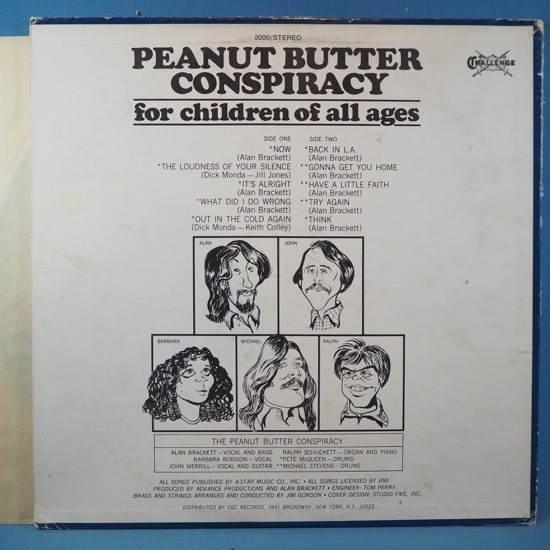 2000/STEREO
PEANUT BUTTER
CONSPIRACY
for children of all ages
CHALLENGE
SIDE ONE
*NOW
(Alan Brackett)
*THE LOUDNESS OF YOUR SILENCE
(Dick Monda—Jill Jones)
*IT'S ALRIGHT
(Alan Brackett)
*WHAT DID I DO WRONG
(Alan Brackett)
*OUT IN THE COLD AGAIN
(Dick Monda—Keith Colley)
SIDE TWO
*BACK IN L.A.
(Alan Brackett)
**GONNA GET YOU HOME
(Alan Brackett)
**HAVE A LITTLE FAITH
(Alan Brackett)
**TRY AGAIN
(Alan Brackett)
*THINK
(Alan Brackett)
ALAN
JOHN
BARBARA
MICHAEL
RALPH
THE PEANUT BUTTER CONSPIRACY
ALAN BRACKETT—VOCAL AND BASS
BARBARA ROBISON—VOCAL
JOHN MERRILL—VOCAL AND GUITAR
RALPH SCHUCKETT—ORGAN AND PIANO
*PETE McQUEEN—DRUMS
**MICHAEL STEVENS—DRUMS
ALL SONGS PUBLISHED BY 4-STAR MUSIC CO., INC. • ALL SONGS LICENSED BY BMI
PRODUCED BY ADVANCE PRODUCTIONS AND ALAN BRACKETT • ENGINEER: TOM PERRY
BRASS AND STRINGS ARRANGED AND CONDUCTED BY JIM GORDON • COVER DESIGN: STUDIO FIVE, INC.
DISTRIBUTED BY CGC RECORDS, 1841 BROADWAY, NEW YORK, N.Y. 10023